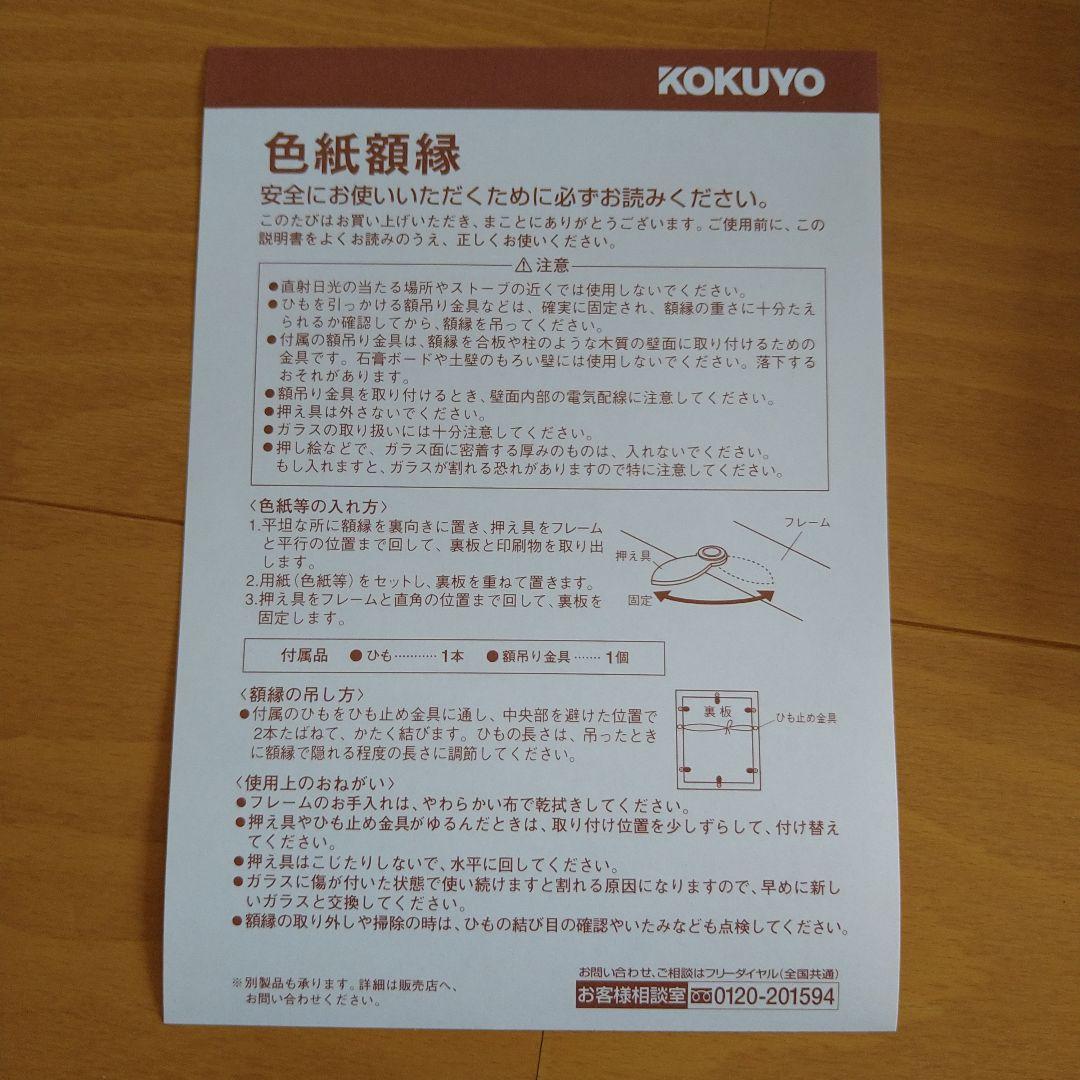 KOKUYO
色紙額縁
安全にお使いいただくために必ずお読みください。
このたびはお買い上げいただき、まことにありがとうございます。ご使用前に、この
説明書をよくお読みのうえ、正しくお使いください。
⚠注意
●直射日光の当たる場所やストーブの近くでは使用しないでください。
●ひもを引っかける額吊り金具などは、確実に固定され、額縁の重さに十分たえ
られるか確認してから、額縁を吊ってください。
●付属の額吊り金具は、額縁を合板や柱のような木質の壁面に取り付けるための
金具です。石膏ボードや土壁のもろい壁には使用しないでください。落下する
おそれがあります。
●額吊り金具を取り付けるとき、壁面内部の電気配線に注意してください。
●押え具は外さないでください。
●ガラスの取り扱いには十分注意してください。
●押し絵などで、ガラス面に密着する厚みのものは、入れないでください。
もし入れますと、ガラスが割れる恐れがありますので特に注意してください。
〈色紙等の入れ方〉
1.平坦な所に額縁を裏向きに置き、押え具をフレーム
と平行の位置まで回して、裏板と印刷物を取り出
します。
2.用紙(色紙等)をセットし、裏板を重ねて置きます。
3.押え具をフレームと直角の位置まで回して、裏板を
固定します。
フレーム
押え具
固定
付属品 ●ひも………… 1本 ●額吊り金具…… 1個
〈額縁の吊し方〉
●付属のひもをひも止め金具に通し、中央部を避けた位置で
2本たばねて、かたく結びます。ひもの長さは、吊ったとき
に額縁で隠れる程度の長さに調節してください。
裏板
ひも止め金具
〈使用上のおねがい〉
●フレームのお手入れは、やわらかい布で乾拭きしてください。
●押え具やひも止め金具がゆるんだときは、取り付け位置を少しずらして、付け替え
てください。
●押え具はこじたりしないで、水平に回してください。
●ガラスに傷が付いた状態で使い続けますと割れる原因になりますので、早めに新し
いガラスと交換してください。
●額縁の取り外しや掃除の時は、ひもの結び目の確認やいたみなども点検してください。
※別製品も承ります。詳細は販売店へ、
お問い合わせください。
お問い合わせ、ご相談はフリーダイヤル(全国共通)
お客様相談室 0120-201594